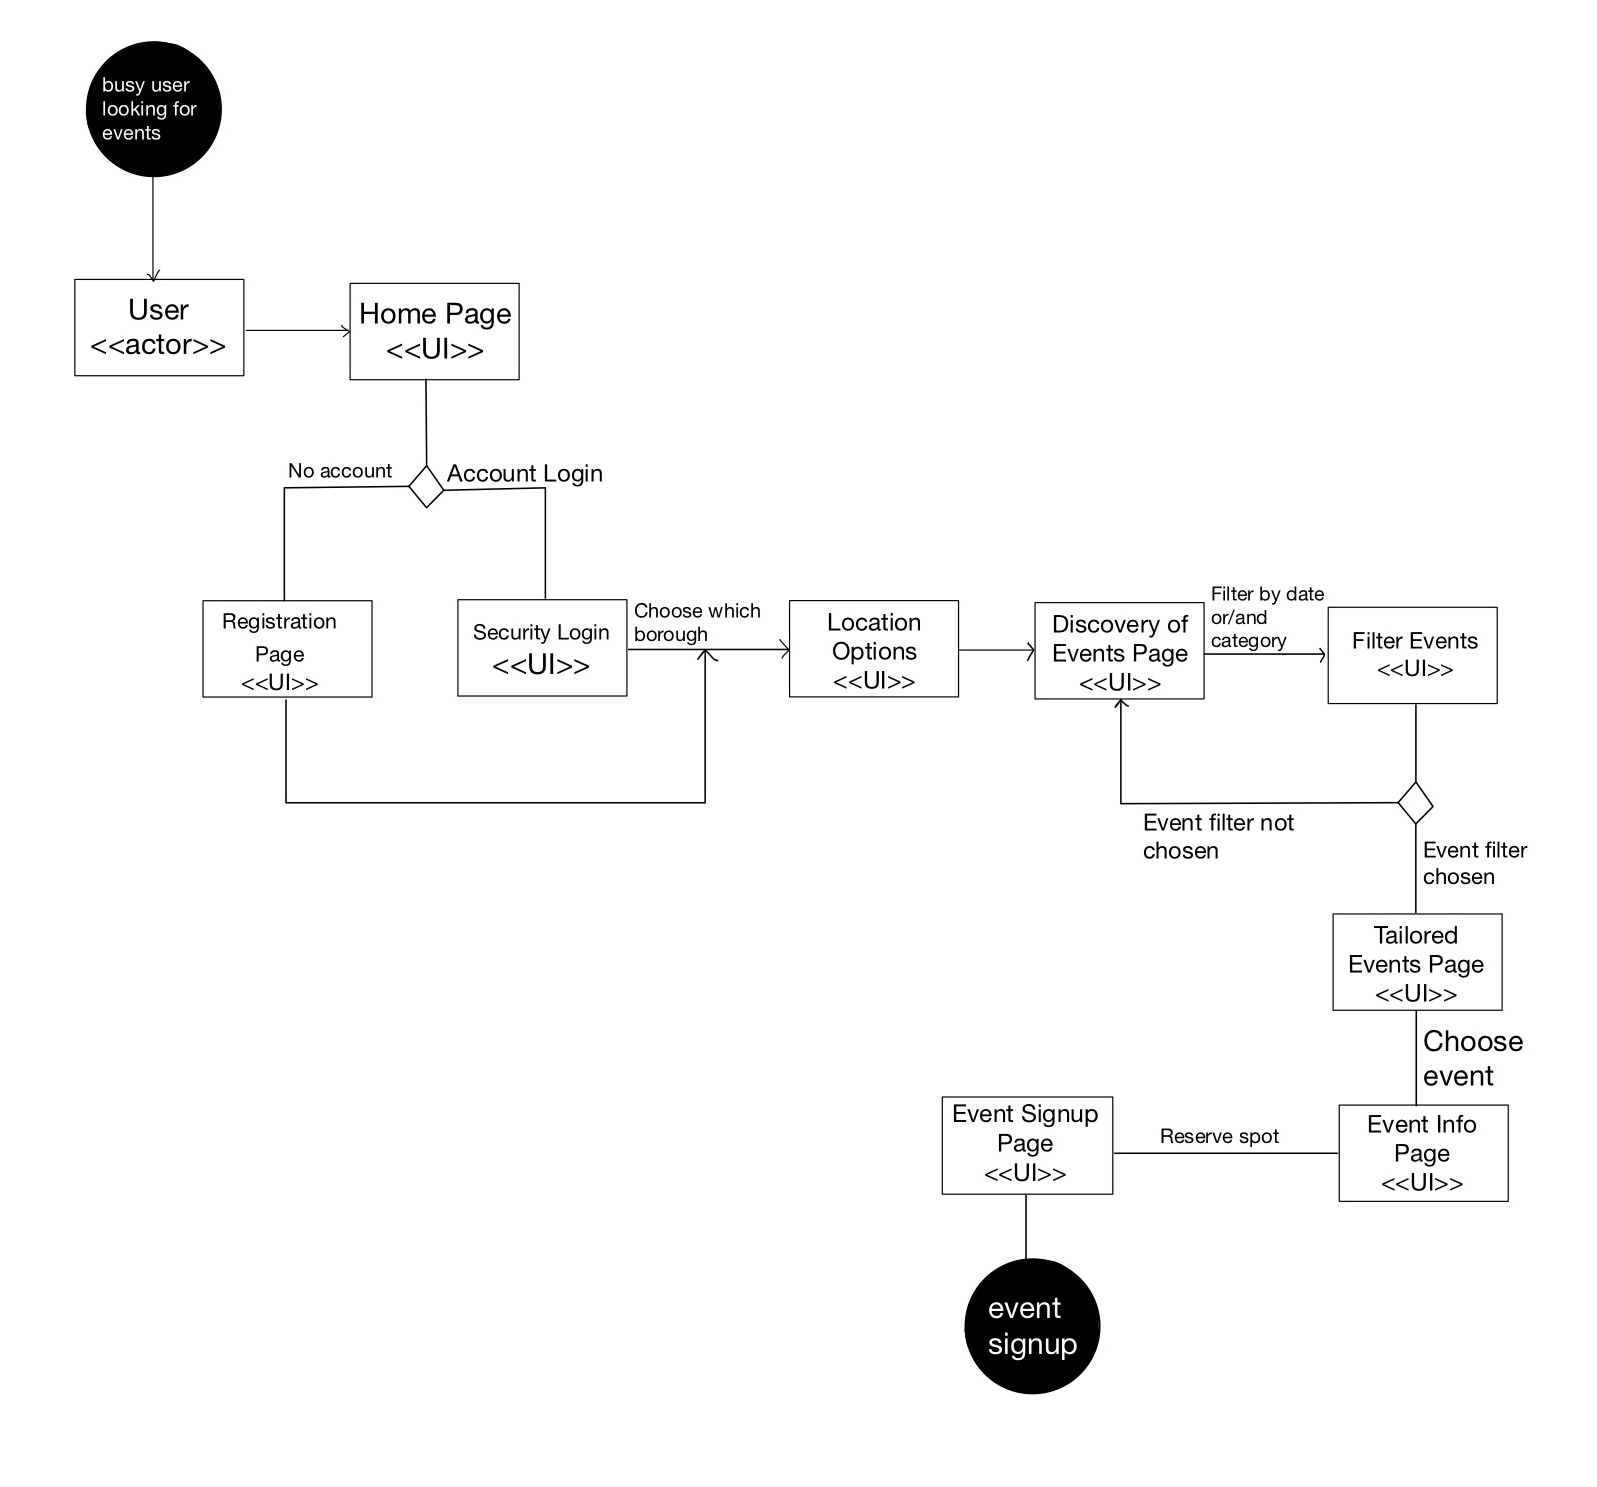 busy user
looking for
events
User
<<actor>>
Home Page
<<UI>>
No account
Account Login
Registration
Page
<<UI>>
Security Login
<<UI>>
Choose which
borough
Location
Options
<<UI>>
Discovery of
Events Page
<<UI>>
Filter by date
or/and
category
Filter Events
<<UI>>
Event filter not
chosen
Event filter
chosen
Tailored
Events Page
<<UI>>
Choose
event
Event Info
Page
<<UI>>
Reserve spot
Event Signup
Page
<<UI>>
event
signup